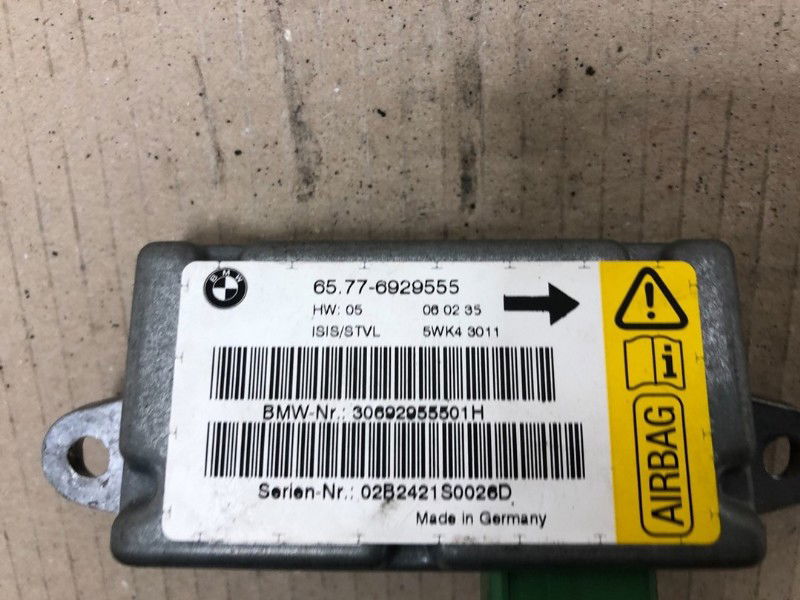 BMW
65.77-6929555
HW: 05 06 02 35
ISIS/STVL 5WK4 3011
BMW-Nr.: 30692955501H
Serien-Nr.: 02B2421S0026D
Made in Germany
!
i
AIRBAG